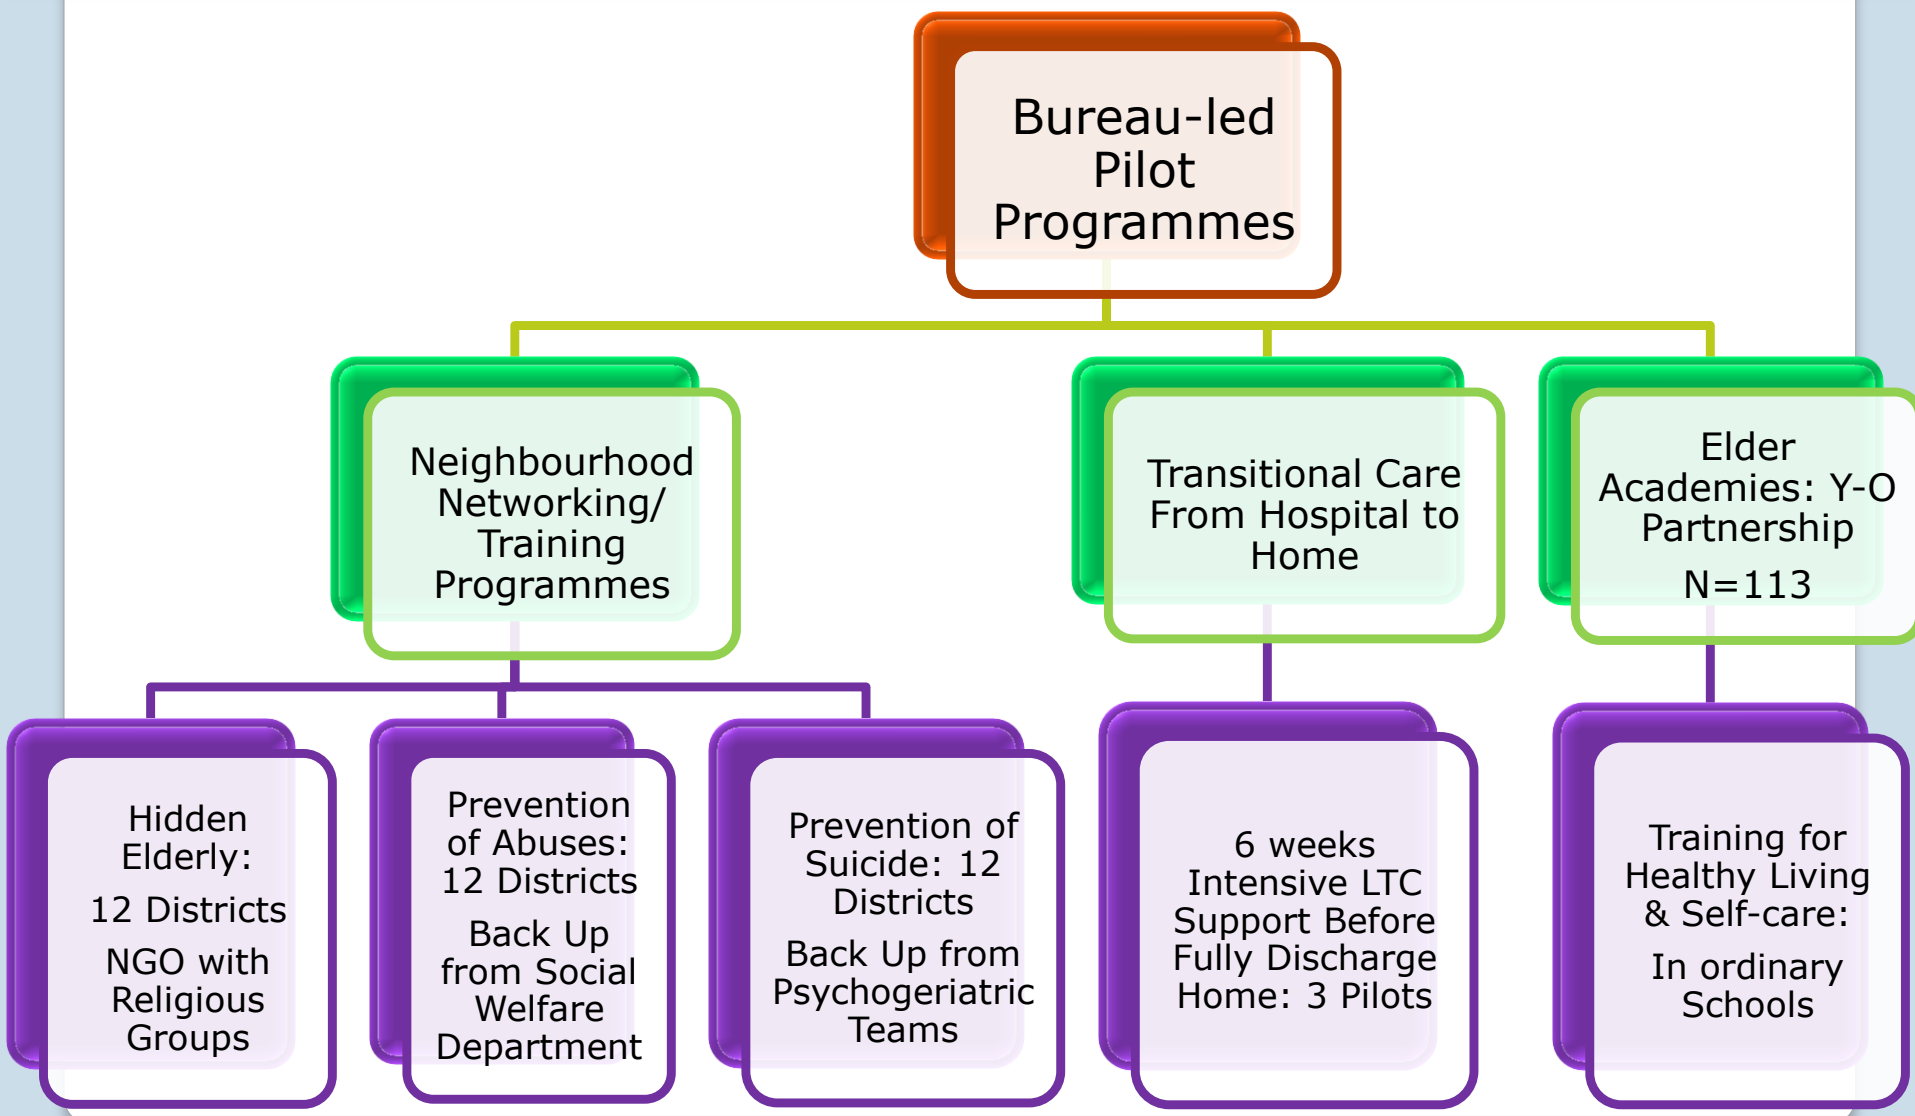 Bureau-led
Pilot
Programmes
Neighbourhood
Networking/
Training
Programmes
Transitional Care
From Hospital to
Home
Elder
Academies: Y-O
Partnership
N=113
Hidden
Elderly:
12 Districts
NGO with
Religious
Groups
Prevention
of Abuses:
12 Districts
Back Up
from Social
Welfare
Department
Prevention of
Suicide: 12
Districts
Back Up from
Psychogeriatric
Teams
6 weeks
Intensive LTC
Support Before
Fully Discharge
Home: 3 Pilots
Training for
Healthy Living
& Self-care:
In ordinary
Schools